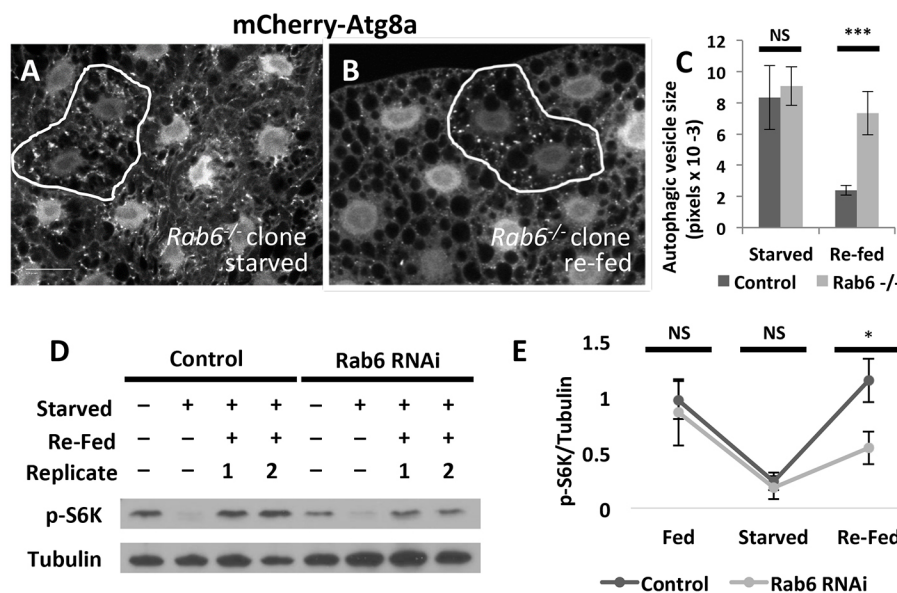 mCherry-Atg8a
A
Rab6-/- clone
starved
B
Rab6-/- clone
re-fed
C
NS
***
12
10
8
6
4
2
0
Autophagic vesicle size
(pixels x 10 -3)
Starved
Re-fed
Control
Rab6 -/-
D
Control
Rab6 RNAi
Starved – + + + – + + +
Re-Fed – – + + – – + +
Replicate – – 1 2 – – 1 2
p-S6K
Tubulin
E
NS
NS
*
1.5
1
0.5
0
p-S6K/Tubulin
Fed
Starved
Re-Fed
Control
Rab6 RNAi